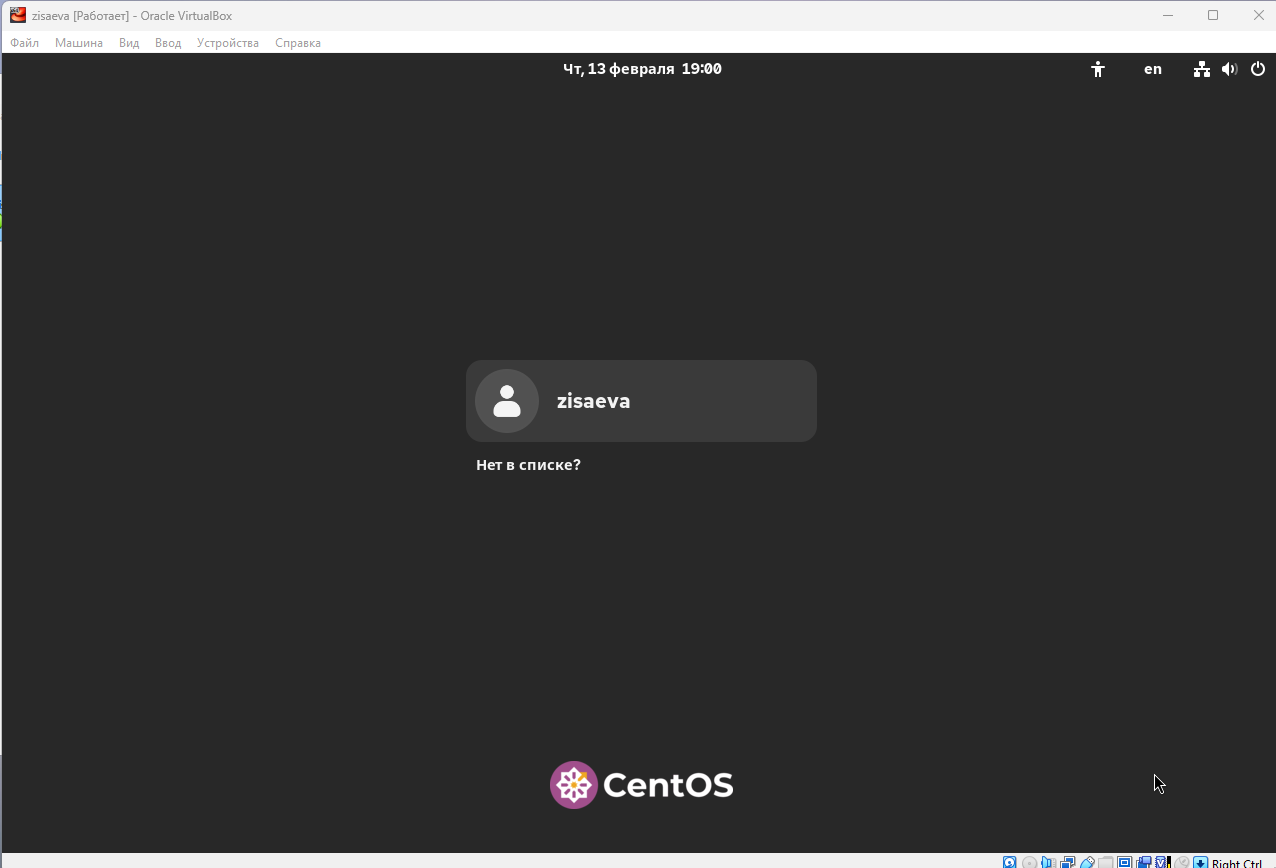 zisaeva [Работает] - Oracle VirtualBox
Файл Машина Вид Ввод Устройства Справка
Чт, 13 февраля 19:00 en
zisaeva
Нет в списке?
CentOS
Right Ctrl